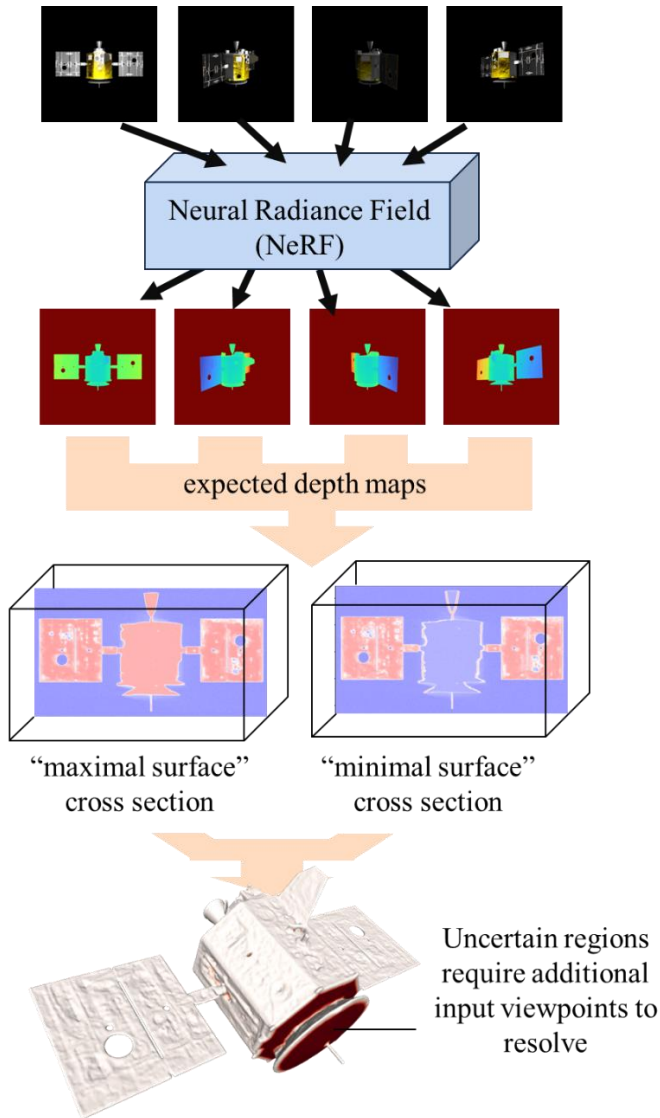 Neural Radiance Field
(NeRF)
expected depth maps
“maximal surface”
cross section
“minimal surface”
cross section
Uncertain regions
require additional
input viewpoints to
resolve